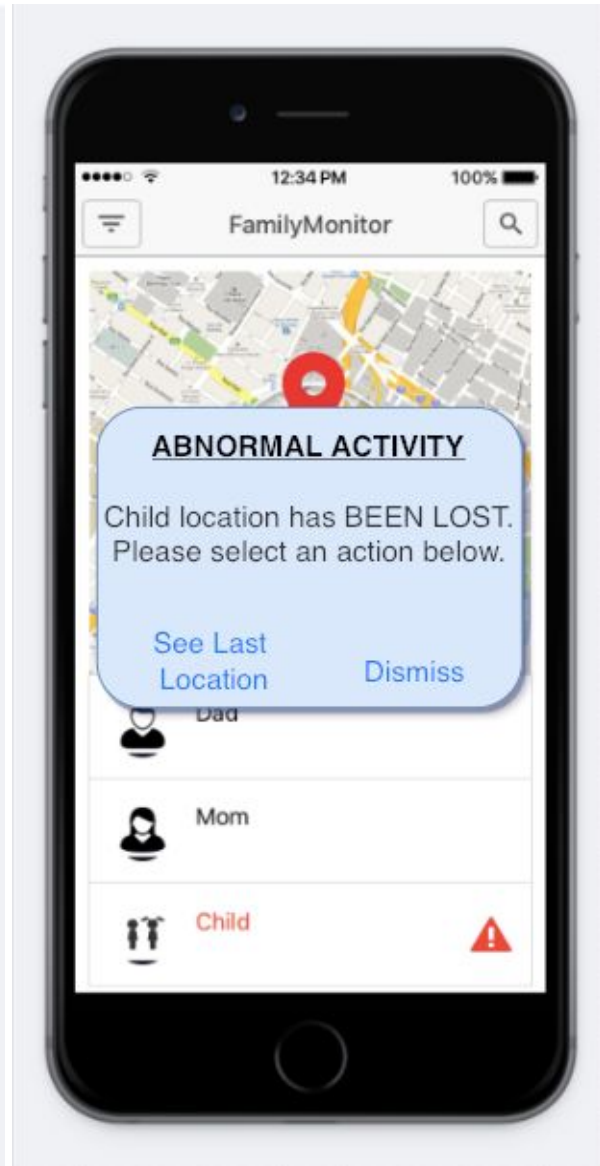 12:34 PM 100%
FamilyMonitor
ABNORMAL ACTIVITY
Child location has BEEN LOST.
Please select an action below.
See Last
Location
Dismiss
Dad
Mom
Child